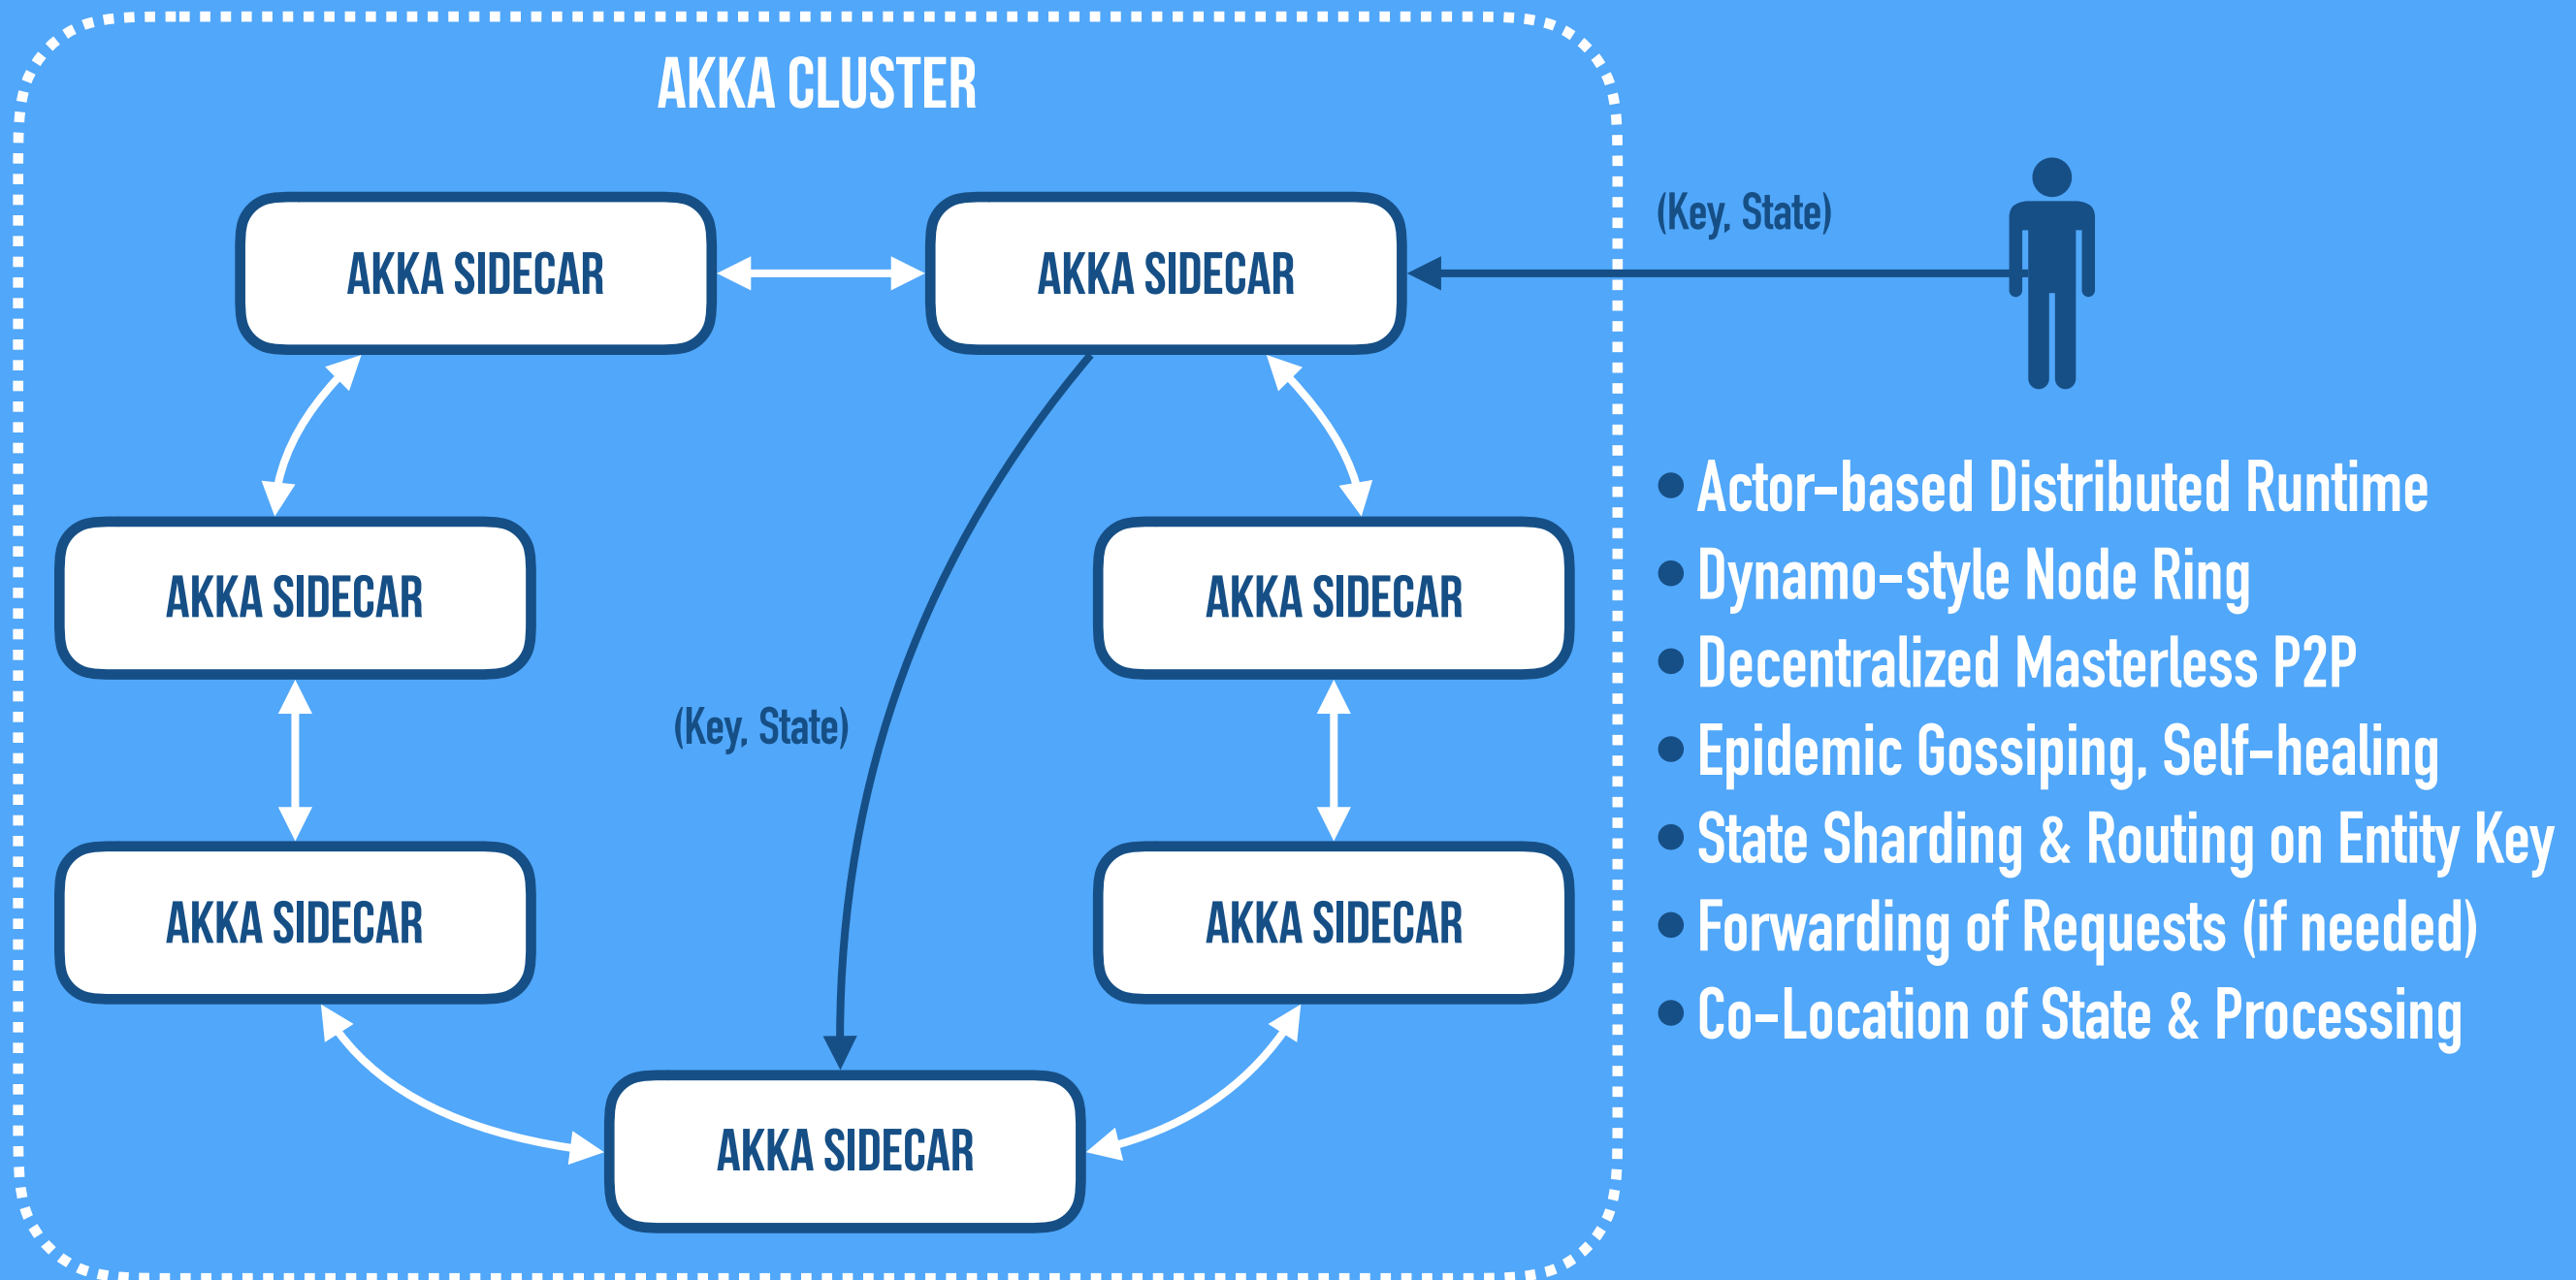 AKKA CLUSTER
AKKA SIDECAR
AKKA SIDECAR
(Key, State)
AKKA SIDECAR
AKKA SIDECAR
(Key, State)
AKKA SIDECAR
AKKA SIDECAR
AKKA SIDECAR
• Actor-based Distributed Runtime
• Dynamo-style Node Ring
• Decentralized Masterless P2P
• Epidemic Gossiping, Self-healing
• State Sharding & Routing on Entity Key
• Forwarding of Requests (if needed)
• Co-Location of State & Processing